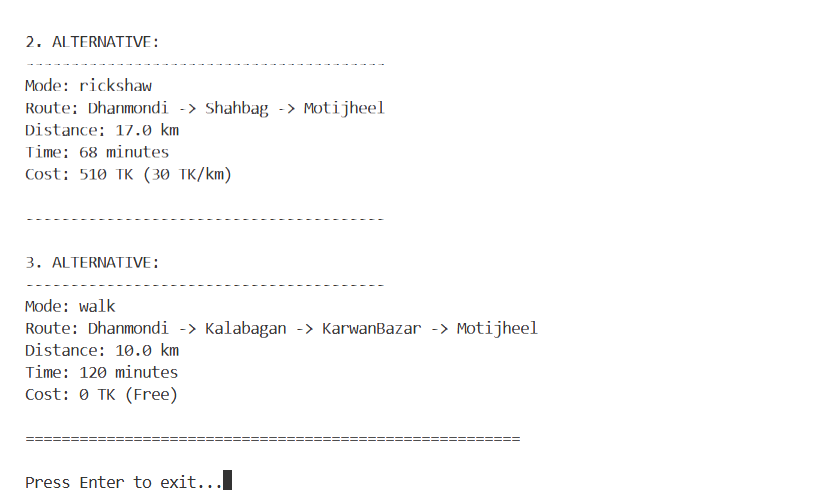 2. ALTERNATIVE:
----------------------------------------
Mode: rickshaw
Route: Dhanmondi -> Shahbag -> Motijheel
Distance: 17.0 km
Time: 68 minutes
Cost: 510 TK (30 TK/km)
----------------------------------------
3. ALTERNATIVE:
----------------------------------------
Mode: walk
Route: Dhanmondi -> Kalabagan -> KarwanBazar -> Motijheel
Distance: 10.0 km
Time: 120 minutes
Cost: 0 TK (Free)
=======================================================
Press Enter to exit...